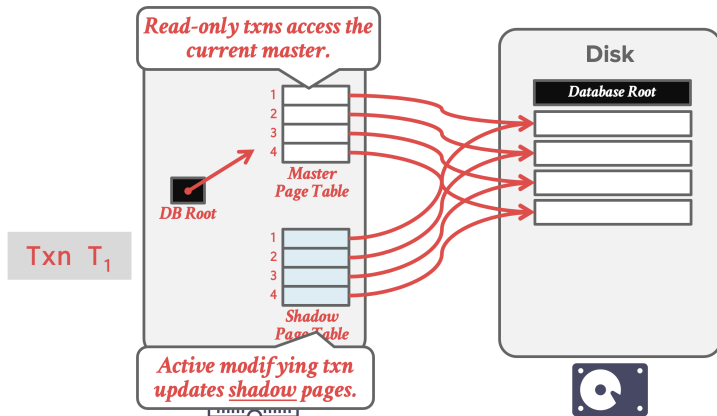 Read-only txns access the
current master.
Disk
Database Root
1
2
3
4
Master
Page Table
DB Root
Txn T₁
1
2
3
4
Shadow
Page Table
Active modifying txn
updates shadow pages.